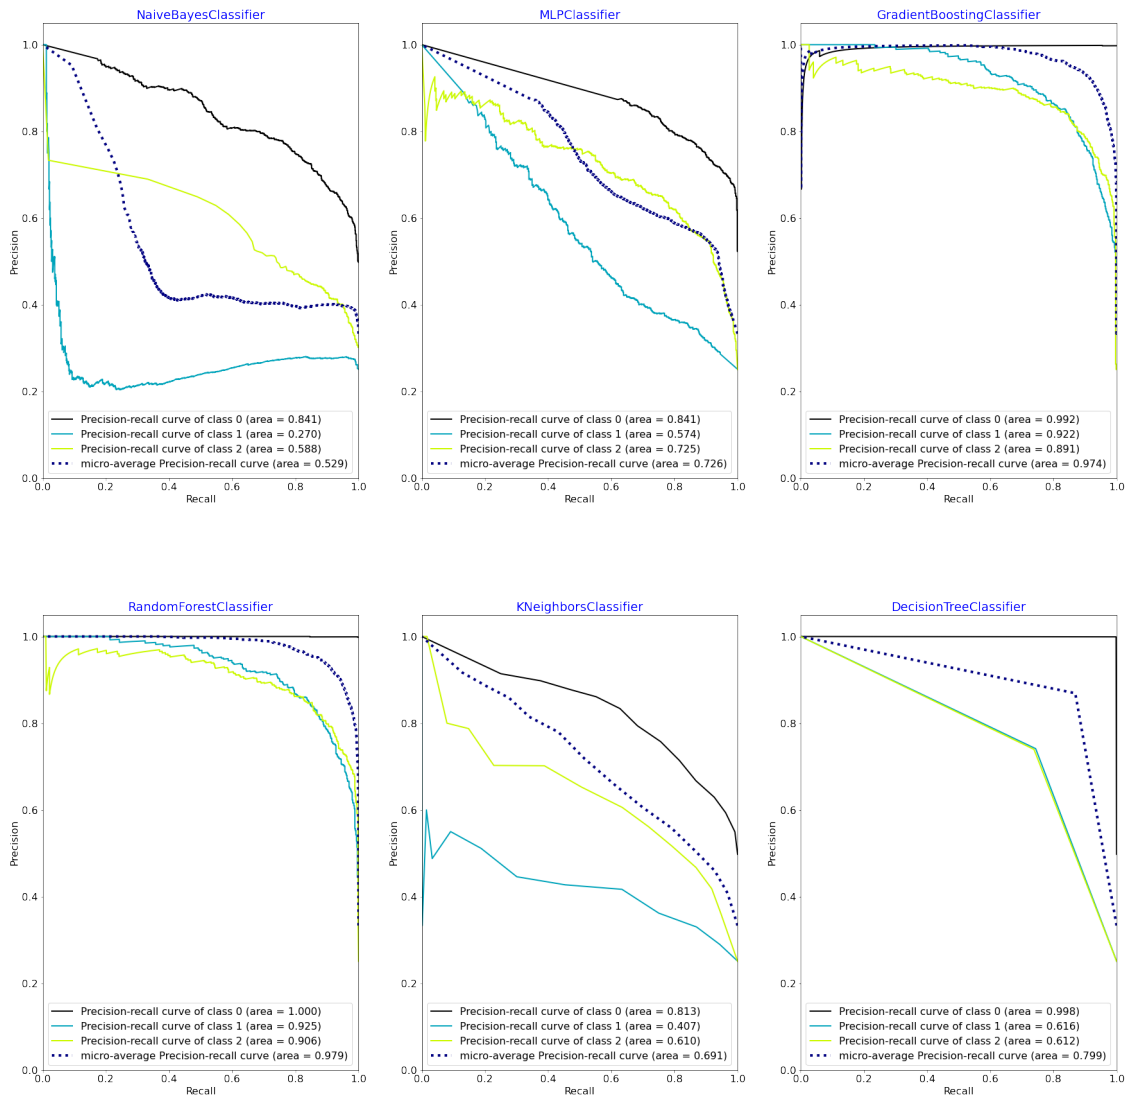 NaiveBayesClassifier
1.0
0.8
0.6
0.4
0.2
0.0
Precision
Precision-recall curve of class 0 (area = 0.841)
Precision-recall curve of class 1 (area = 0.270)
Precision-recall curve of class 2 (area = 0.588)
micro-average Precision-recall curve (area = 0.529)
0.0 0.2 0.4 0.6 0.8 1.0
Recall
MLPClassifier
1.0
0.8
0.6
0.4
0.2
0.0
Precision
Precision-recall curve of class 0 (area = 0.841)
Precision-recall curve of class 1 (area = 0.574)
Precision-recall curve of class 2 (area = 0.725)
micro-average Precision-recall curve (area = 0.726)
0.0 0.2 0.4 0.6 0.8 1.0
Recall
GradientBoostingClassifier
1.0
0.8
0.6
0.4
0.2
0.0
Precision
Precision-recall curve of class 0 (area = 0.992)
Precision-recall curve of class 1 (area = 0.922)
Precision-recall curve of class 2 (area = 0.891)
micro-average Precision-recall curve (area = 0.974)
0.0 0.2 0.4 0.6 0.8 1.0
Recall
RandomForestClassifier
1.0
0.8
0.6
0.4
0.2
0.0
Precision
Precision-recall curve of class 0 (area = 1.000)
Precision-recall curve of class 1 (area = 0.925)
Precision-recall curve of class 2 (area = 0.906)
micro-average Precision-recall curve (area = 0.979)
0.0 0.2 0.4 0.6 0.8 1.0
Recall
KNeighborsClassifier
1.0
0.8
0.6
0.4
0.2
0.0
Precision
Precision-recall curve of class 0 (area = 0.813)
Precision-recall curve of class 1 (area = 0.407)
Precision-recall curve of class 2 (area = 0.610)
micro-average Precision-recall curve (area = 0.691)
0.0 0.2 0.4 0.6 0.8 1.0
Recall
DecisionTreeClassifier
1.0
0.8
0.6
0.4
0.2
0.0
Precision
Precision-recall curve of class 0 (area = 0.998)
Precision-recall curve of class 1 (area = 0.616)
Precision-recall curve of class 2 (area = 0.612)
micro-average Precision-recall curve (area = 0.799)
0.0 0.2 0.4 0.6 0.8 1.0
Recall